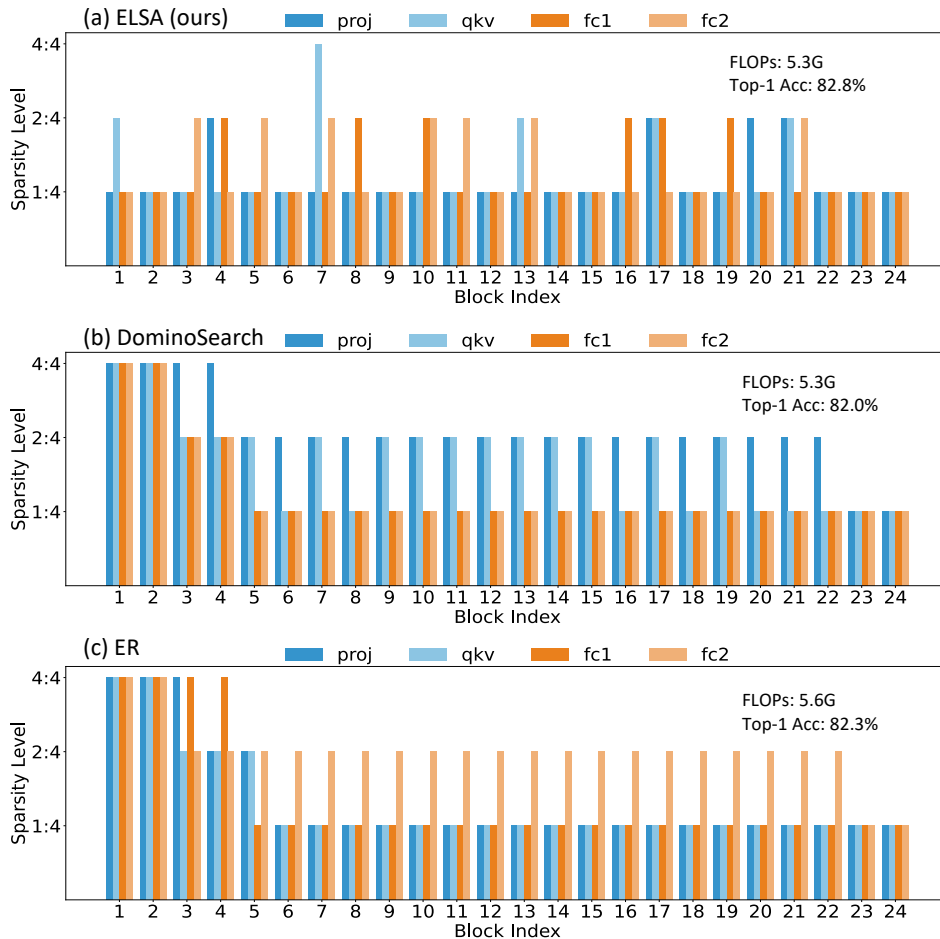 (a) ELSA (ours)
proj qkv fc1 fc2
4:4
2:4
1:4
Sparsity Level
FLOPs: 5.3G
Top-1 Acc: 82.8%
1 2 3 4 5 6 7 8 9 10 11 12 13 14 15 16 17 18 19 20 21 22 23 24
Block Index
(b) DominoSearch
proj qkv fc1 fc2
4:4
2:4
1:4
Sparsity Level
FLOPs: 5.3G
Top-1 Acc: 82.0%
1 2 3 4 5 6 7 8 9 10 11 12 13 14 15 16 17 18 19 20 21 22 23 24
Block Index
(c) ER
proj qkv fc1 fc2
4:4
2:4
1:4
Sparsity Level
FLOPs: 5.6G
Top-1 Acc: 82.3%
1 2 3 4 5 6 7 8 9 10 11 12 13 14 15 16 17 18 19 20 21 22 23 24
Block Index